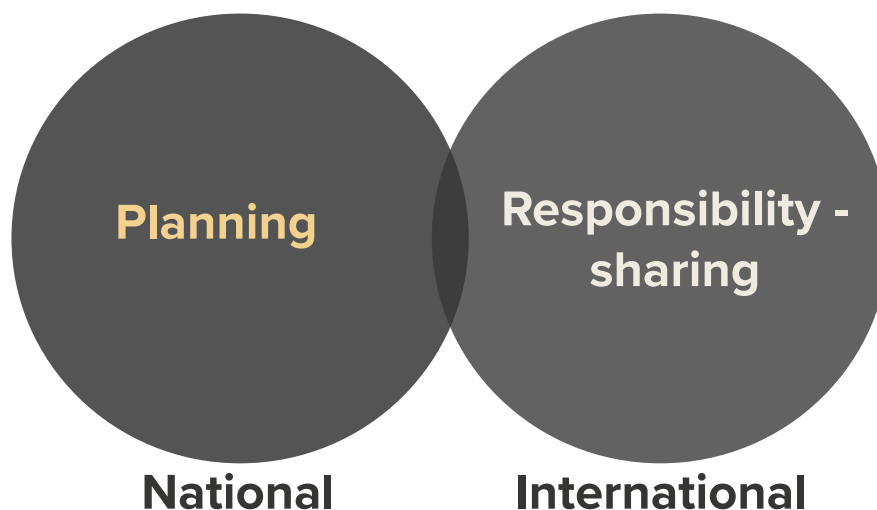 Planning
Responsibility -
sharing
National
International